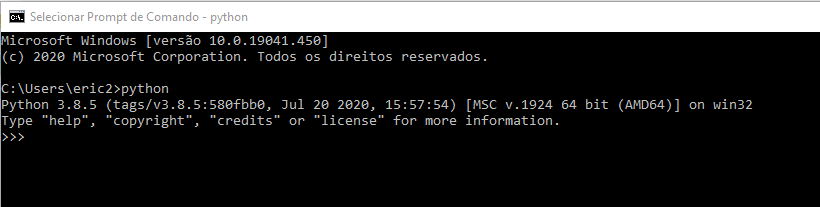 Selecionar Prompt de Comando - python
Microsoft Windows [versão 10.0.19041.450]
(c) 2020 Microsoft Corporation. Todos os direitos reservados.
C:\Users\eric2>python
Python 3.8.5 (tags/v3.8.5:580fbb0, Jul 20 2020, 15:57:54) [MSC v.1924 64 bit (AMD64)] on win32
Type "help", "copyright", "credits" or "license" for more information.
>>>